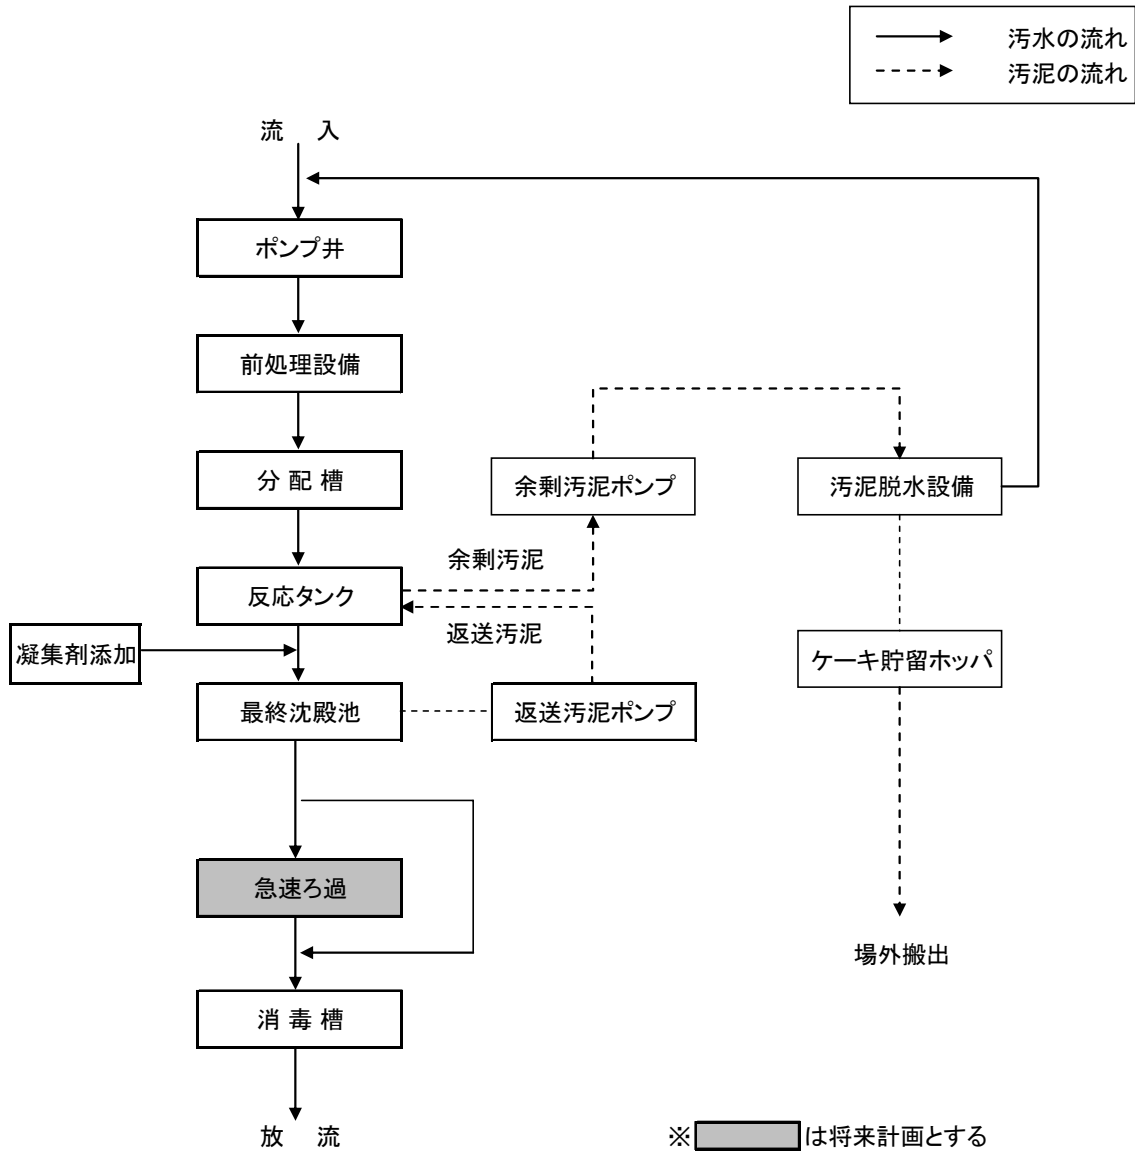 汚水の流れ
汚泥の流れ
流 入
ポンプ井
前処理設備
分 配 槽
余剰汚泥ポンプ
汚泥脱水設備
余剰汚泥
反応タンク
返送汚泥
凝集剤添加
ケーキ貯留ホッパ
最終沈殿池
返送汚泥ポンプ
急速ろ過
場外搬出
消 毒 槽
放 流
※ は将来計画とする